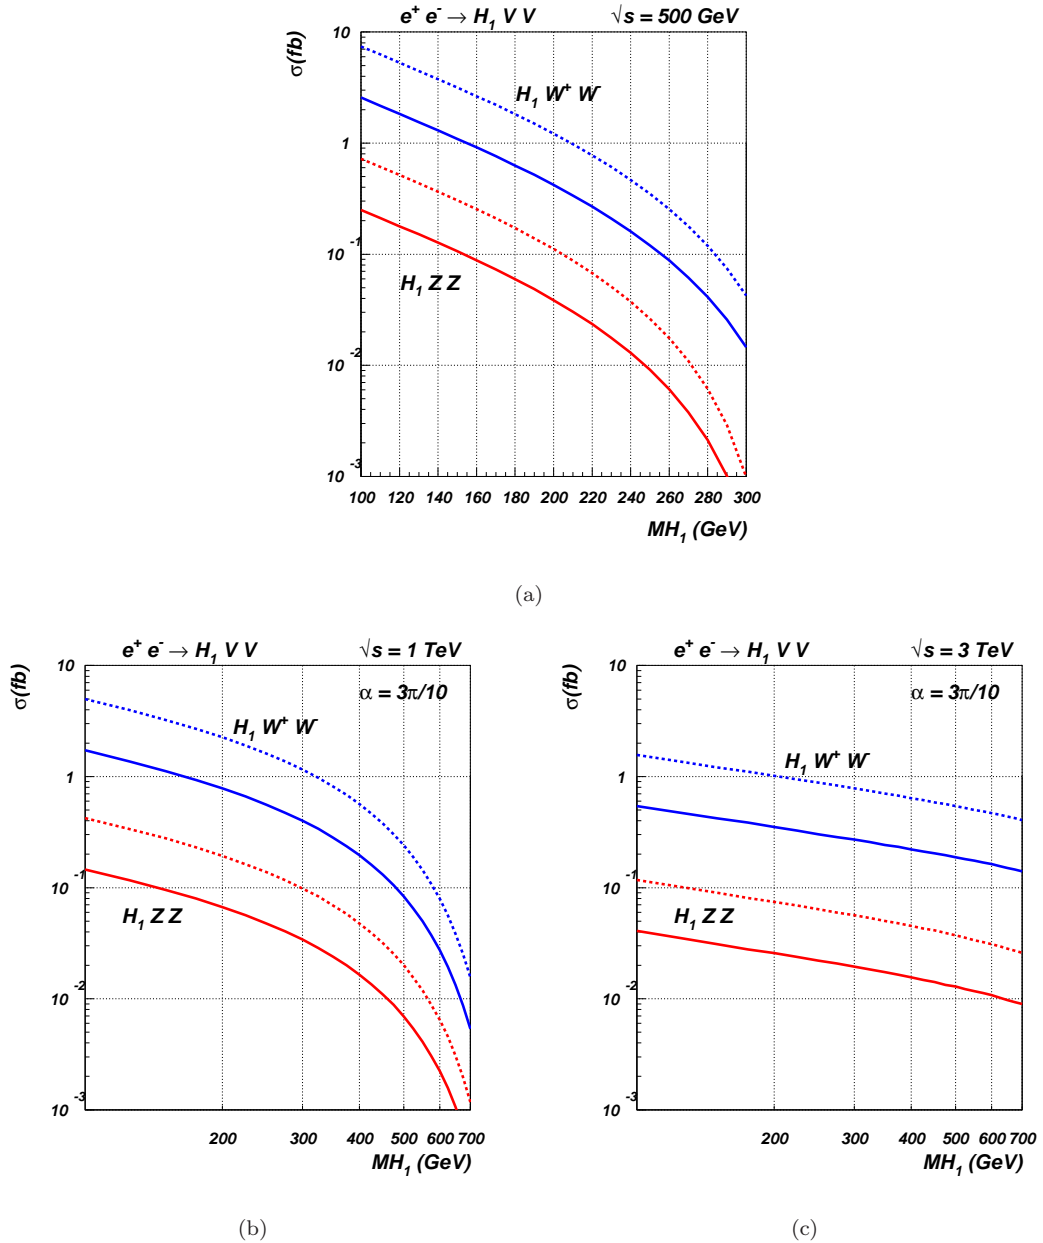 e⁺ e⁻ → H₁ V V √s = 500 GeV
σ(fb)
10
1
10⁻¹
10⁻²
10⁻³
H₁ W⁺ W⁻
H₁ Z Z
100 120 140 160 180 200 220 240 260 280 300
MH₁ (GeV)
(a)
e⁺ e⁻ → H₁ V V √s = 1 TeV
σ(fb)
α = 3π/10
10
1
10⁻¹
10⁻²
10⁻³
H₁ W⁺ W⁻
H₁ Z Z
200 300 400 500 600 700
MH₁ (GeV)
(b)
e⁺ e⁻ → H₁ V V √s = 3 TeV
σ(fb)
α = 3π/10
10
1
10⁻¹
10⁻²
10⁻³
H₁ W⁺ W⁻
H₁ Z Z
200 300 400 500 600 700
MH₁ (GeV)
(c)